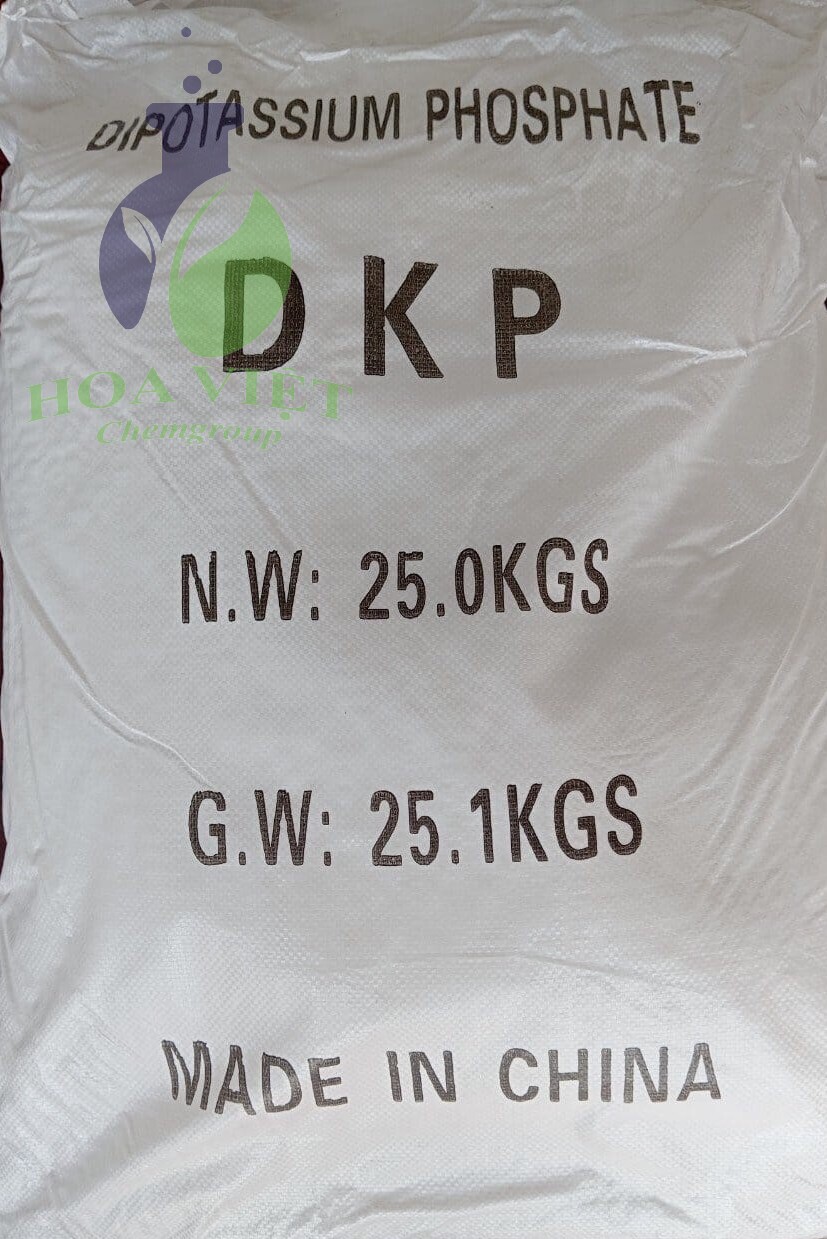 DIPOTASSIUM PHOSPHATE
DKP
HOA VIỆT
Chemgroup
N.W: 25.0KGS
G.W: 25.1KGS
MADE IN CHINA